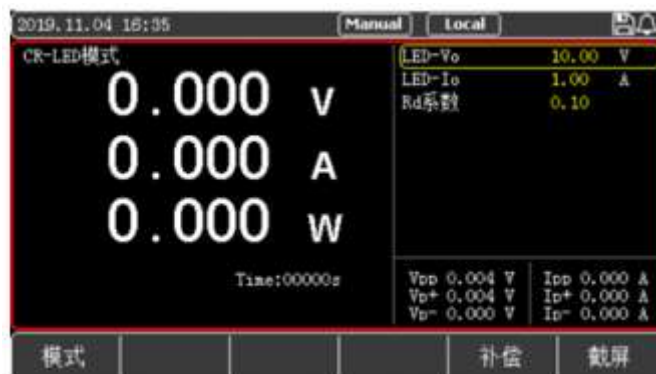 2019.11.04 16:35 Manual Local
CR-LED模式
0.000 V
0.000 A
0.000 W
Time:00000s
LED-Vo 10.00 V
LED-Io 1.00 A
Rd系数 0.10
Vpp 0.004 V Ipp 0.000 A
Vp+ 0.004 V Ip+ 0.000 A
Vp- 0.000 V Ip- 0.000 A
模式 补偿 截屏